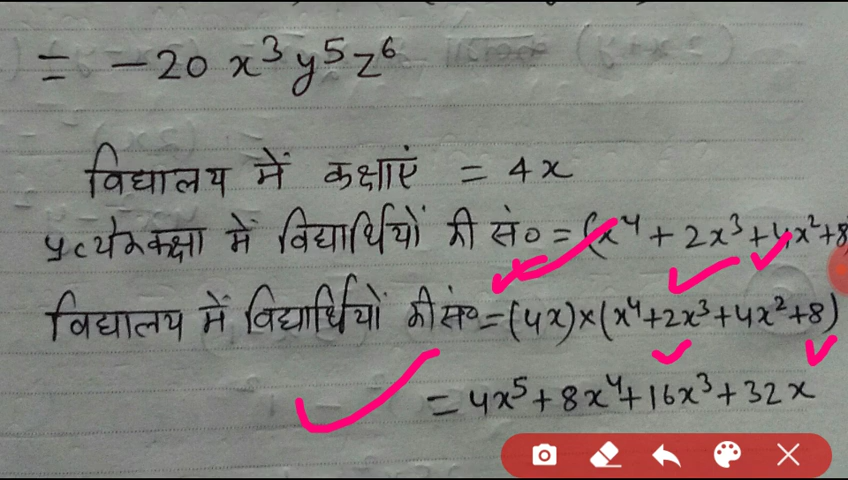 = -20 x³y⁵z⁶
विद्यालय में कक्षाएं = 4x
प्रत्येक कक्षा में विद्यार्थियों की सं० = (x⁴ + 2x³ + 4x² + 8
विद्यालय में विद्यार्थियों की सं० = (4x) × (x⁴ + 2x³ + 4x² + 8)
= 4x⁵ + 8x⁴ + 16x³ + 32x